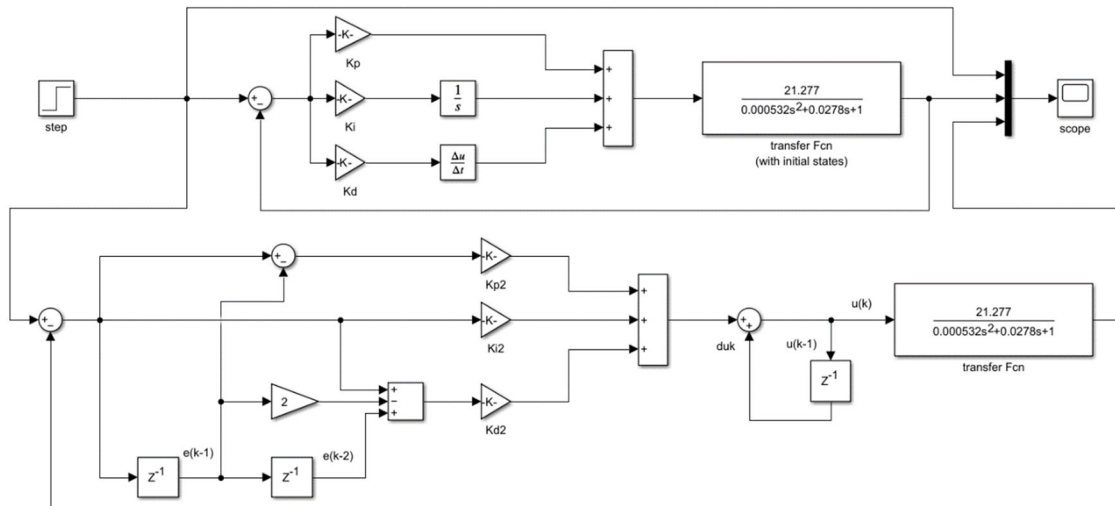 -K-
Kp
step
+
-
-K-
Ki
1
s
-K-
Kd
Δu
Δt
+
+
+
21.277
0.000532s²+0.0278s+1
transfer Fcn
(with initial states)
scope
+
-
+
-
-K-
Kp2
-K-
Ki2
2
+
-
+
-K-
Kd2
e(k-1)
Z⁻¹
e(k-2)
Z⁻¹
+
+
+
+
+
duk
u(k)
u(k-1)
Z⁻¹
21.277
0.000532s²+0.0278s+1
transfer Fcn